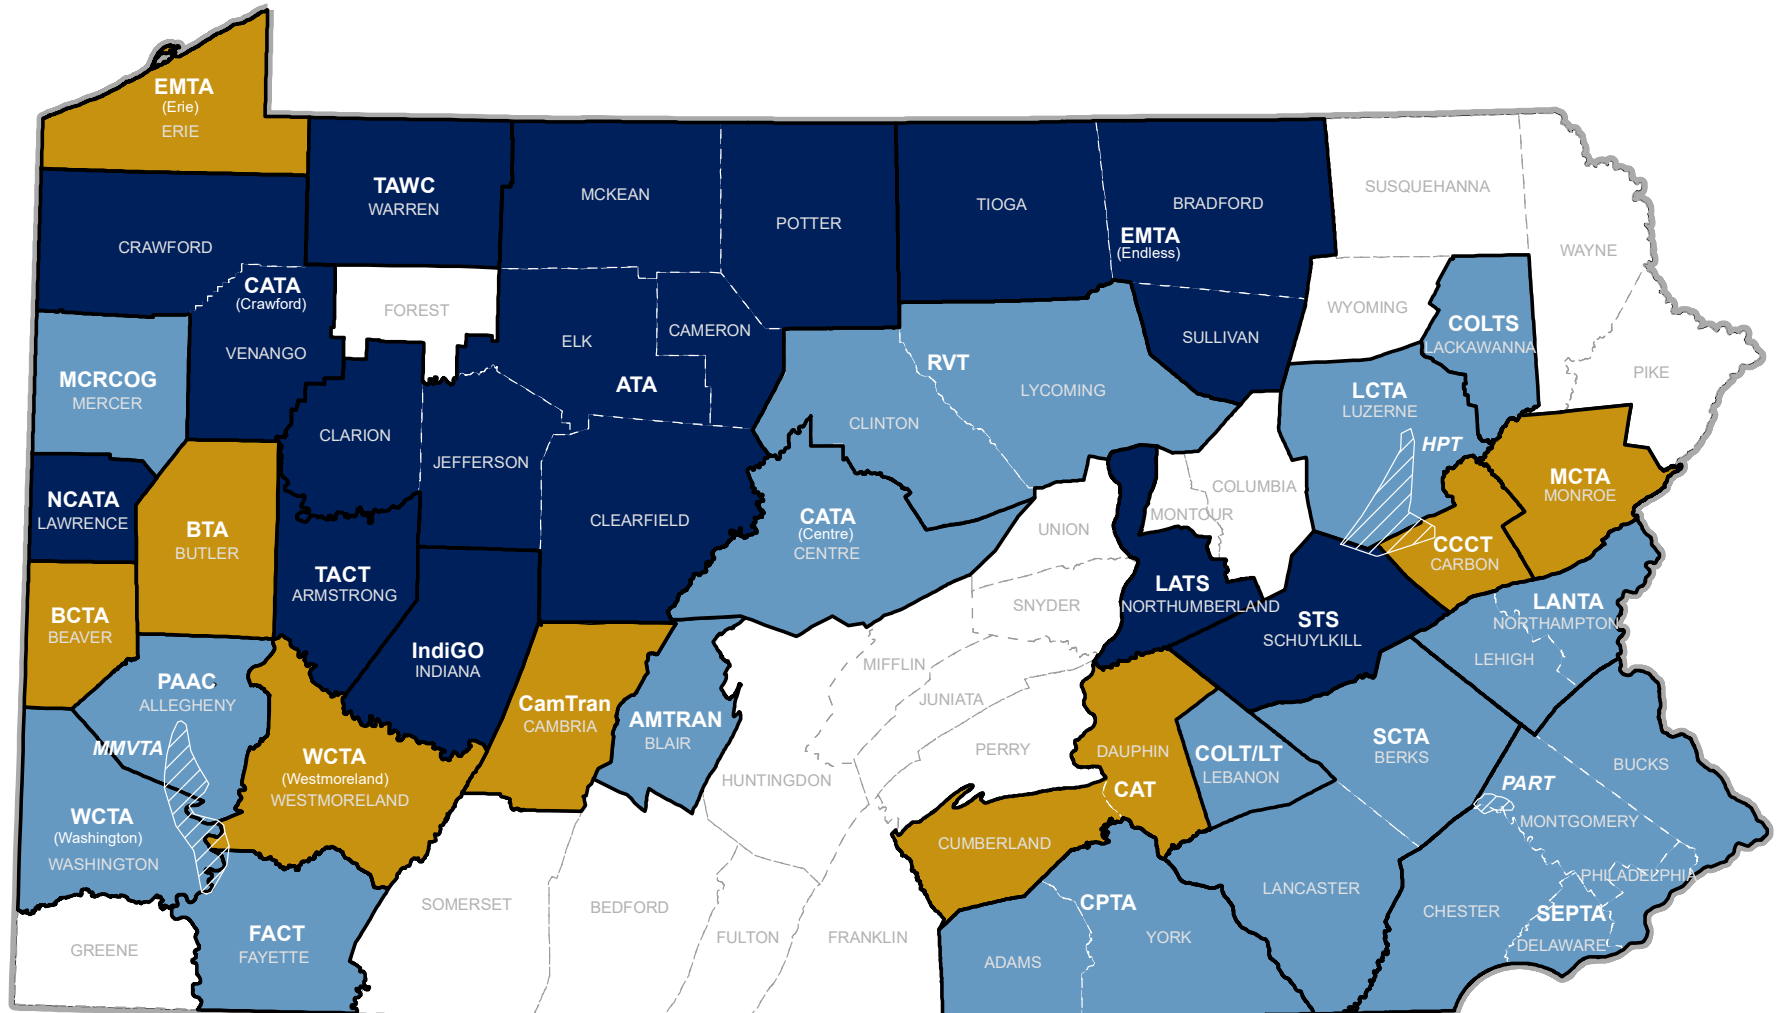 EMTA
(Erie)
ERIE
TAWC
WARREN
MCKEAN
POTTER
TIOGA
BRADFORD
EMTA
(Endless)
SUSQUEHANNA
WAYNE
CRAWFORD
CATA
(Crawford)
VENANGO
FOREST
ELK
CAMERON
ATA
SULLIVAN
WYOMING
COLTS
LACKAWANNA
PIKE
MCRCOG
MERCER
RVT
LYCOMING
CLINTON
LCTA
LUZERNE
HPT
CLARION
JEFFERSON
CLEARFIELD
NCATA
LAWRENCE
BTA
BUTLER
CATA
(Centre)
CENTRE
UNION
MONTOUR
COLUMBIA
MCTA
MONROE
CCCT
CARBON
TACT
ARMSTRONG
BCTA
BEAVER
IndiGO
INDIANA
SNYDER
LATS
NORTHUMBERLAND
STS
SCHUYLKILL
LANTA
NORTHAMPTON
LEHIGH
PAAC
ALLEGHENY
MMVTA
CamTran
CAMBRIA
AMTRAN
BLAIR
MIFFLIN
JUNIATA
PERRY
HUNTINGDON
DAUPHIN
CAT
COLT/LT
LEBANON
SCTA
BERKS
BUCKS
PART
MONTGOMERY
WCTA
(Westmoreland)
WESTMORELAND
WCTA
(Washington)
WASHINGTON
CUMBERLAND
PHILADELPHIA
LANCASTER
CHESTER
SEPTA
DELAWARE
CPTA
YORK
ADAMS
SOMERSET
BEDFORD
FULTON
FRANKLIN
GREENE
FACT
FAYETTE